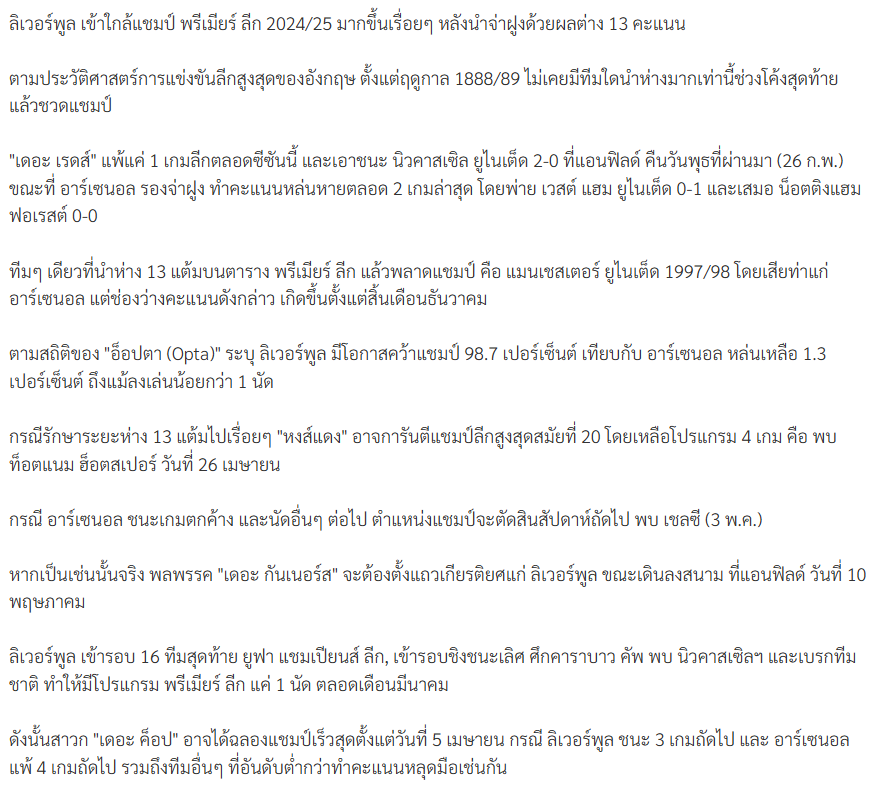 ลิเวอร์พูล เข้าใกล้แชมป์ พรีเมียร์ ลีก 2024/25 มากขึ้นเรื่อยๆ หลังนำจ่าฝูงด้วยผลต่าง 13 คะแนน
ตามประวัติศาสตร์การแข่งขันลีกสูงสุดของอังกฤษ ตั้งแต่ฤดูกาล 1888/89 ไม่เคยมีทีมใดนำห่างมากเท่านี้ช่วงโค้งสุดท้าย
แล้วชวดแชมป์
"เดอะ เรดส์" แพ้แค่ 1 เกมลีกตลอดซีซันนี้ และเอาชนะ นิวคาสเซิล ยูไนเต็ด 2-0 ที่แอนฟิลด์ คืนวันพุธที่ผ่านมา (26 ก.พ.)
ขณะที่ อาร์เซนอล รองจ่าฝูง ทำคะแนนหล่นหายตลอด 2 เกมล่าสุด โดยพ่าย เวสต์ แฮม ยูไนเต็ด 0-1 และเสมอ น็อตติงแฮม
ฟอเรสต์ 0-0
ทีมๆ เดียวที่นำห่าง 13 แต้มบนตาราง พรีเมียร์ ลีก แล้วพลาดแชมป์ คือ แมนเชสเตอร์ ยูไนเต็ด 1997/98 โดยเสียท่าแก่
อาร์เซนอล แต่ช่องว่างคะแนนดังกล่าว เกิดขึ้นตั้งแต่สิ้นเดือนธันวาคม
ตามสถิติของ "อ็อปตา (Opta)" ระบุ ลิเวอร์พูล มีโอกาสคว้าแชมป์ 98.7 เปอร์เซ็นต์ เทียบกับ อาร์เซนอล หล่นเหลือ 1.3
เปอร์เซ็นต์ ถึงแม้ลงเล่นน้อยกว่า 1 นัด
กรณีรักษาระยะห่าง 13 แต้มไปเรื่อยๆ "หงส์แดง" อาจการันตีแชมป์ลีกสูงสุดสมัยที่ 20 โดยเหลือโปรแกรม 4 เกม คือ พบ
ท็อตแนม ฮ็อตสเปอร์ วันที่ 26 เมษายน
กรณี อาร์เซนอล ชนะเกมตกค้าง และนัดอื่นๆ ต่อไป ตำแหน่งแชมป์จะตัดสินสัปดาห์ถัดไป พบ เชลซี (3 พ.ค.)
หากเป็นเช่นนั้นจริง พลพรรค "เดอะ กันเนอร์ส" จะต้องตั้งแถวเกียรติยศแก่ ลิเวอร์พูล ขณะเดินลงสนาม ที่แอนฟิลด์ วันที่ 10
พฤษภาคม
ลิเวอร์พูล เข้ารอบ 16 ทีมสุดท้าย ยูฟา แชมเปียนส์ ลีก, เข้ารอบชิงชนะเลิศ ศึกคาราบาว คัพ พบ นิวคาสเซิลฯ และเบรกทีม
ชาติ ทำให้มีโปรแกรม พรีเมียร์ ลีก แค่ 1 นัด ตลอดเดือนมีนาคม
ดังนั้นสาวก "เดอะ ค็อป" อาจได้ฉลองแชมป์เร็วสุดตั้งแต่วันที่ 5 เมษายน กรณี ลิเวอร์พูล ชนะ 3 เกมถัดไป และ อาร์เซนอล
แพ้ 4 เกมถัดไป รวมถึงทีมอื่นๆ ที่อันดับต่ำกว่าทำคะแนนหลุดมือเช่นกัน